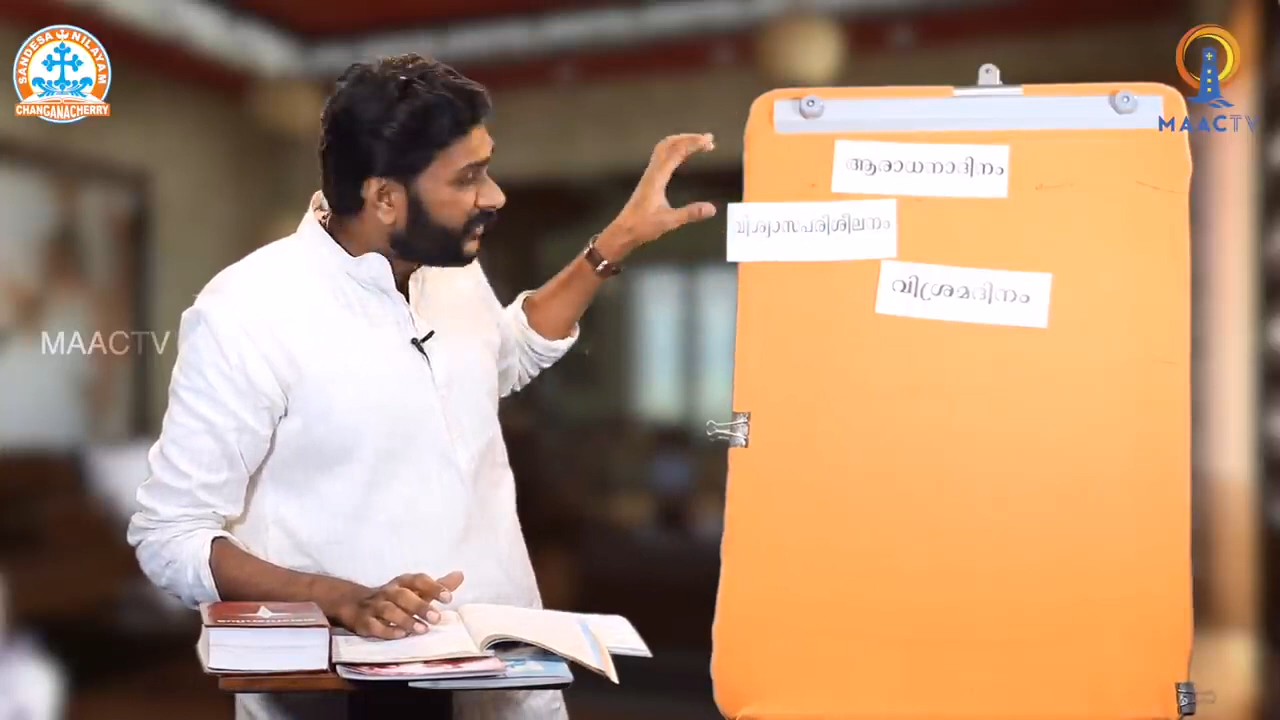 SANDESA NILAYAM
CHANGANACHERRY
MAACTV
ആരാധനാദിനം
വിശ്വാസപരിശീലനം
വിശ്രമദിനം
MAACTV